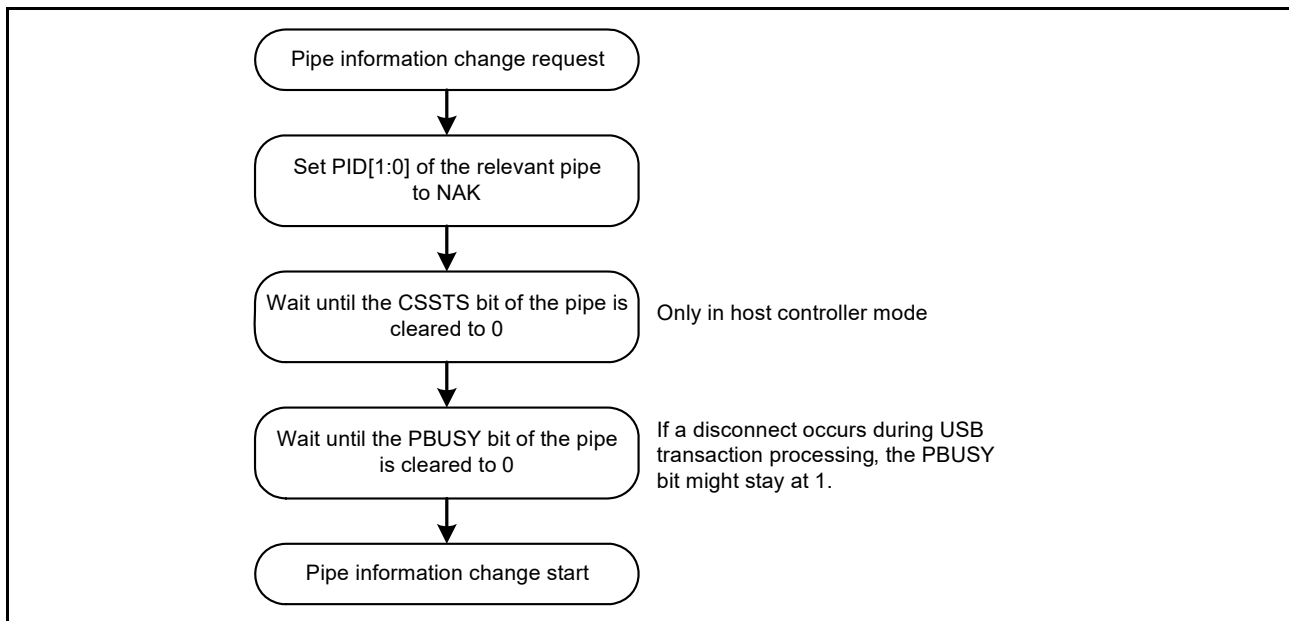 Pipe information change request
Set PID[1:0] of the relevant pipe
to NAK
Wait until the CSSTS bit of the pipe is
cleared to 0
Only in host controller mode
Wait until the PBUSY bit of the pipe
is cleared to 0
If a disconnect occurs during USB
transaction processing, the PBUSY
bit might stay at 1.
Pipe information change start